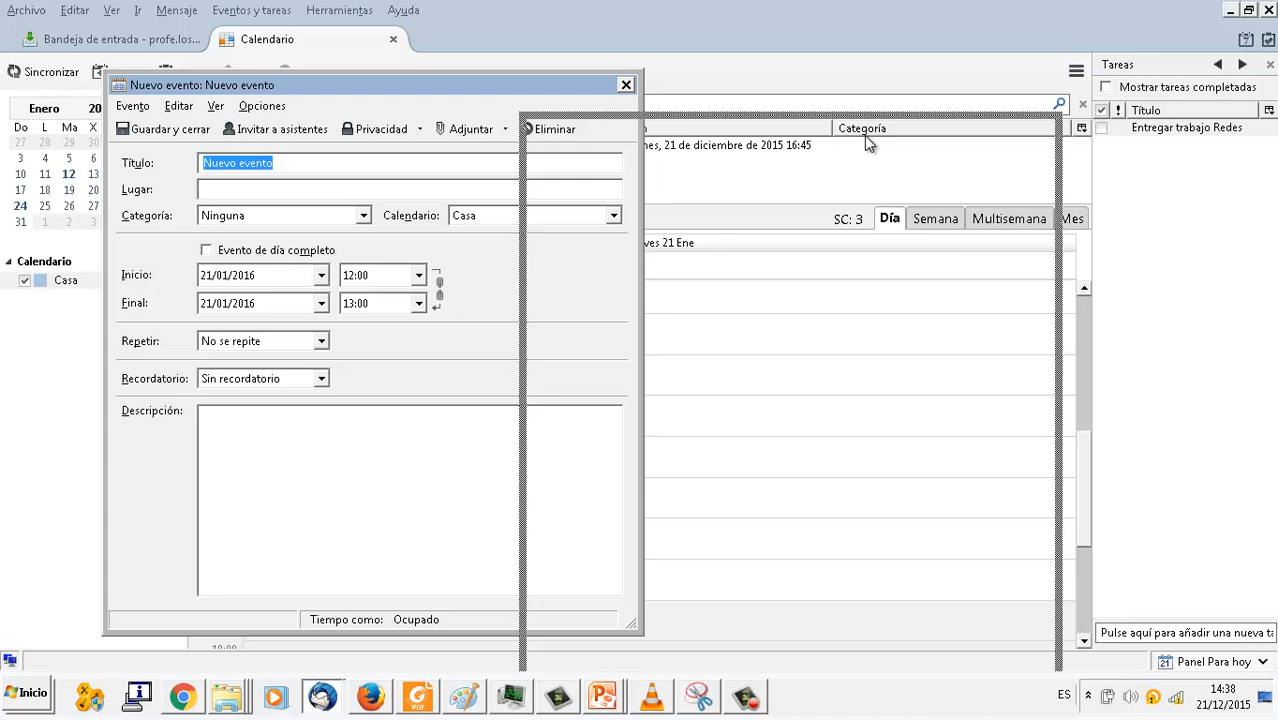 Archivo Editar Ver Ir Mensaje Eventos y tareas Herramientas Ayuda
Bandeja de entrada - profe.los...
Calendario
Sincronizar
Tareas
Nuevo evento: Nuevo evento
Mostrar tareas completadas
Evento Editar Ver Opciones
! Título
Entregar trabajo Redes
Guardar y cerrar Invitar a asistentes Privacidad Adjuntar Eliminar
Categoría
21 de diciembre de 2015 16:45
Título: Nuevo evento
Lugar:
Categoría: Ninguna Calendario: Casa
SC: 3 Día Semana Multisemana Mes
21 Ene
Evento de día completo
Inicio: 21/01/2016 12:00
Final: 21/01/2016 13:00
Repetir: No se repite
Recordatorio: Sin recordatorio
Descripción:
Tiempo como: Ocupado
Enero 20
Do L Ma X
27 28 29 30
3 4 5 6
10 11 12 13
17 18 19 20
24 25 26 27
31 1 2 3
Calendario
Casa
Pulse aquí para añadir una nueva ta
21 Panel Para hoy
Inicio
PDF
ES
14:38
21/12/2015